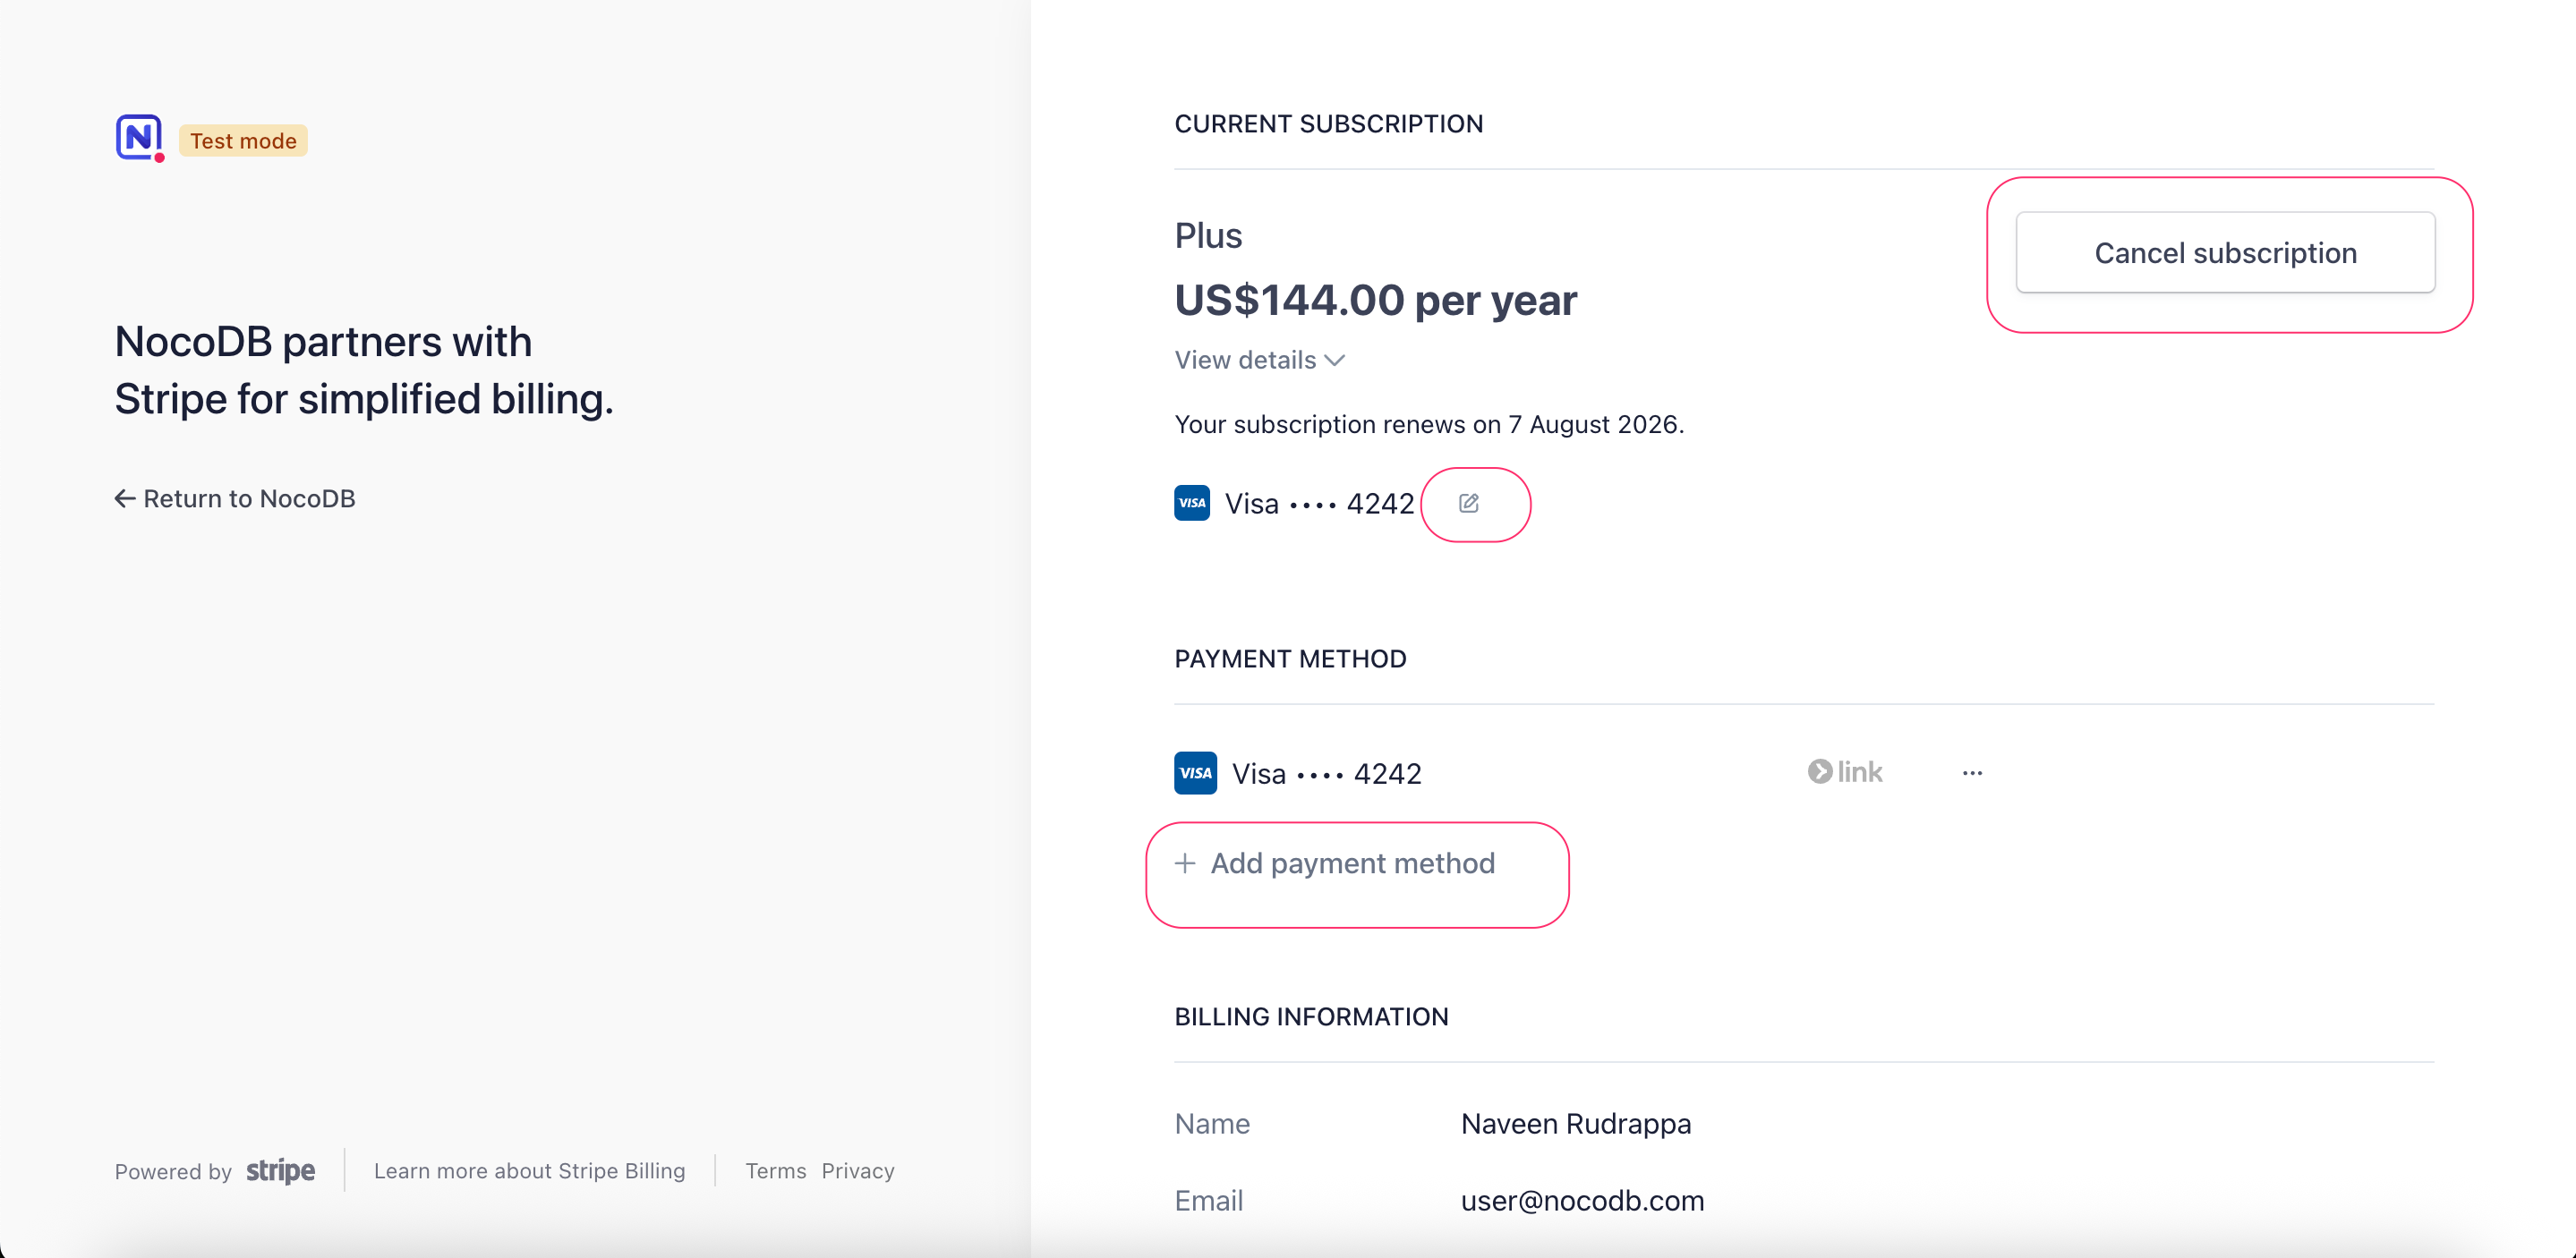 N
Test mode
NocoDB partners with
Stripe for simplified billing.
← Return to NocoDB
Powered by stripe
Learn more about Stripe Billing
Terms Privacy
CURRENT SUBSCRIPTION
Plus
US$144.00 per year
View details
Your subscription renews on 7 August 2026.
VISA Visa •••• 4242
Cancel subscription
PAYMENT METHOD
VISA Visa •••• 4242 link ...
+ Add payment method
BILLING INFORMATION
Name Naveen Rudrappa
Email user@nocodb.com